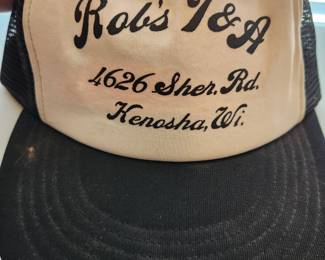 Rob's T&A
4626 Sher. Rd.
Kenosha, Wi.